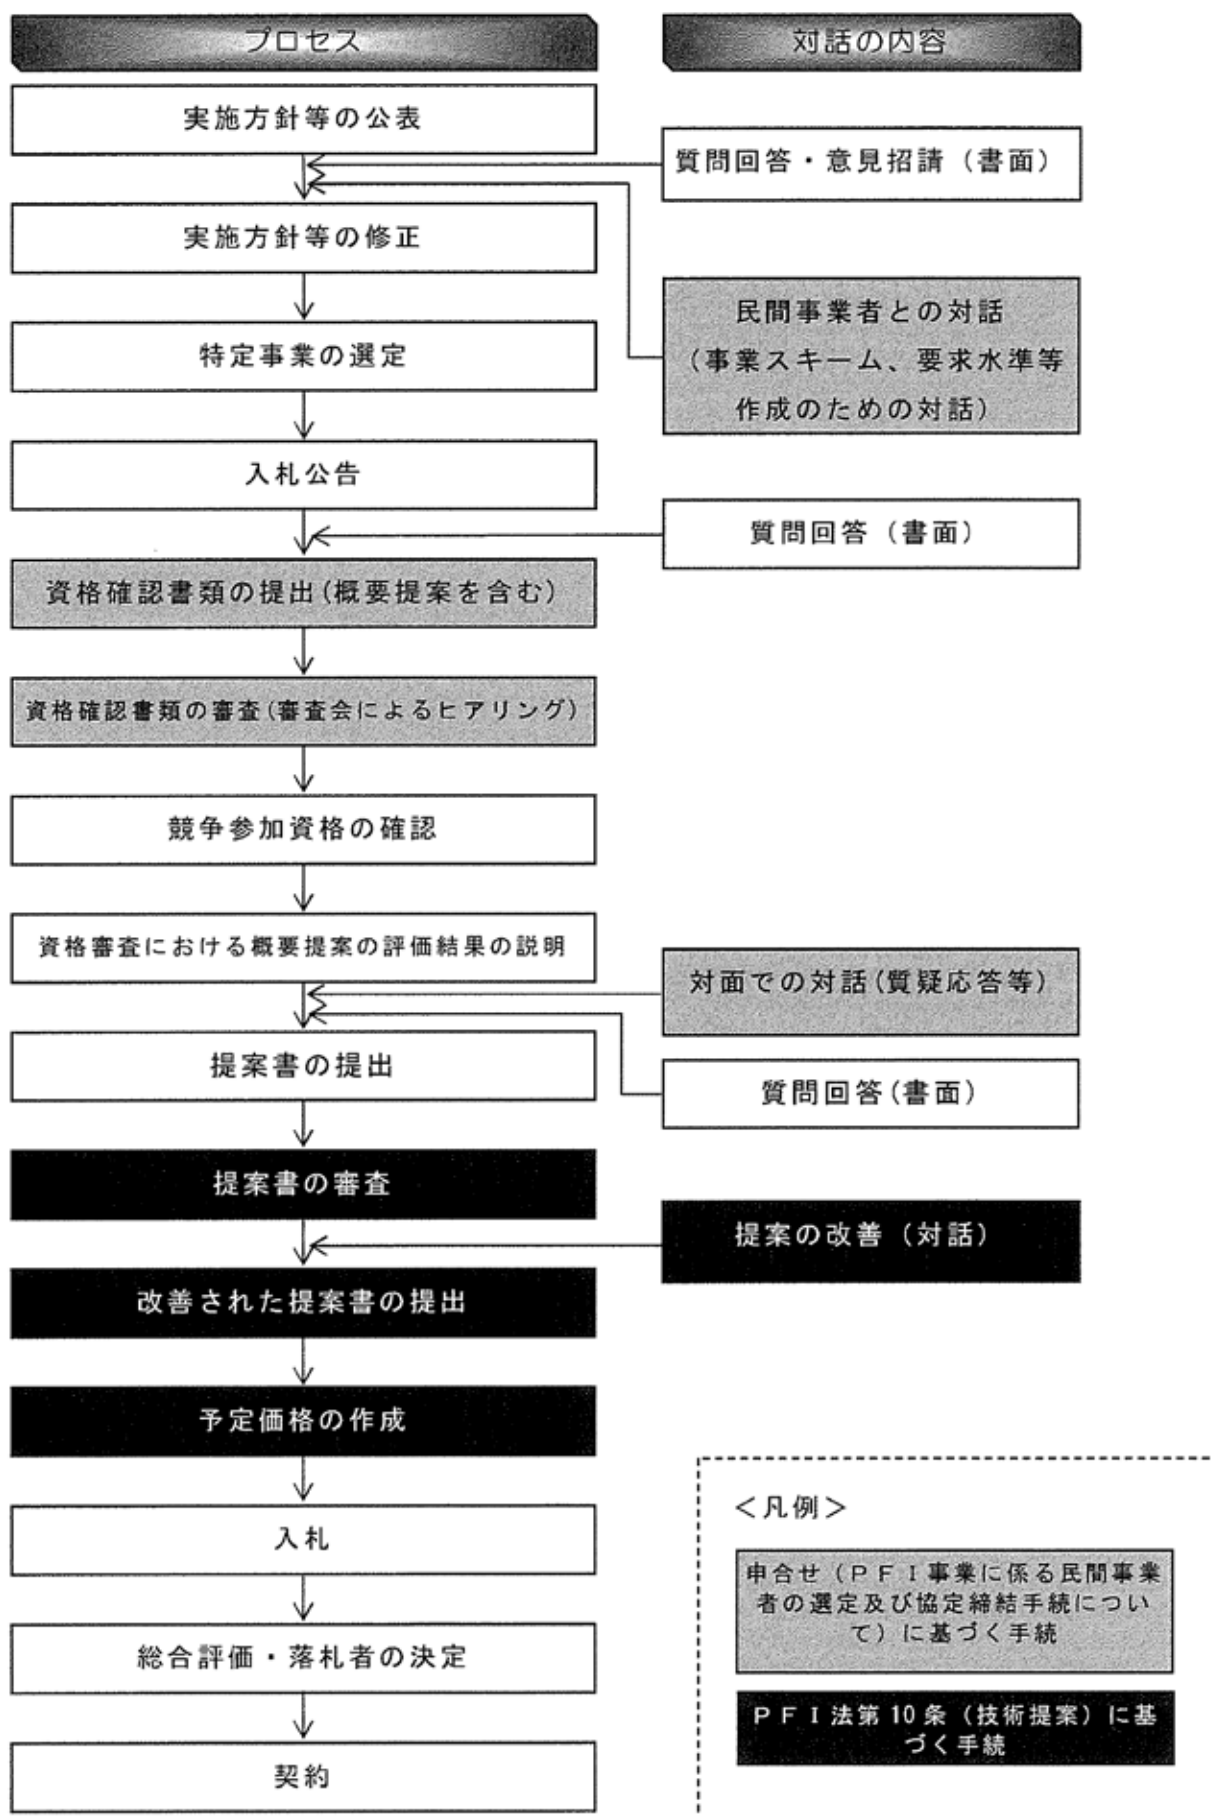 プロセス
対話の内容
実施方針等の公表
質問回答・意見招請（書面）
実施方針等の修正
民間事業者との対話
（事業スキーム、要求水準等
作成のための対話）
特定事業の選定
入札公告
質問回答（書面）
資格確認書類の提出(概要提案を含む)
資格確認書類の審査(審査会によるヒアリング)
競争参加資格の確認
資格審査における概要提案の評価結果の説明
対面での対話(質疑応答等)
提案書の提出
質問回答(書面)
提案書の審査
提案の改善（対話）
改善された提案書の提出
予定価格の作成
入札
総合評価・落札者の決定
契約
＜凡例＞
申合せ（ＰＦＩ事業に係る民間事業
者の選定及び協定締結手続につい
て）に基づく手続
ＰＦＩ法第10条（技術提案）に基
づく手続